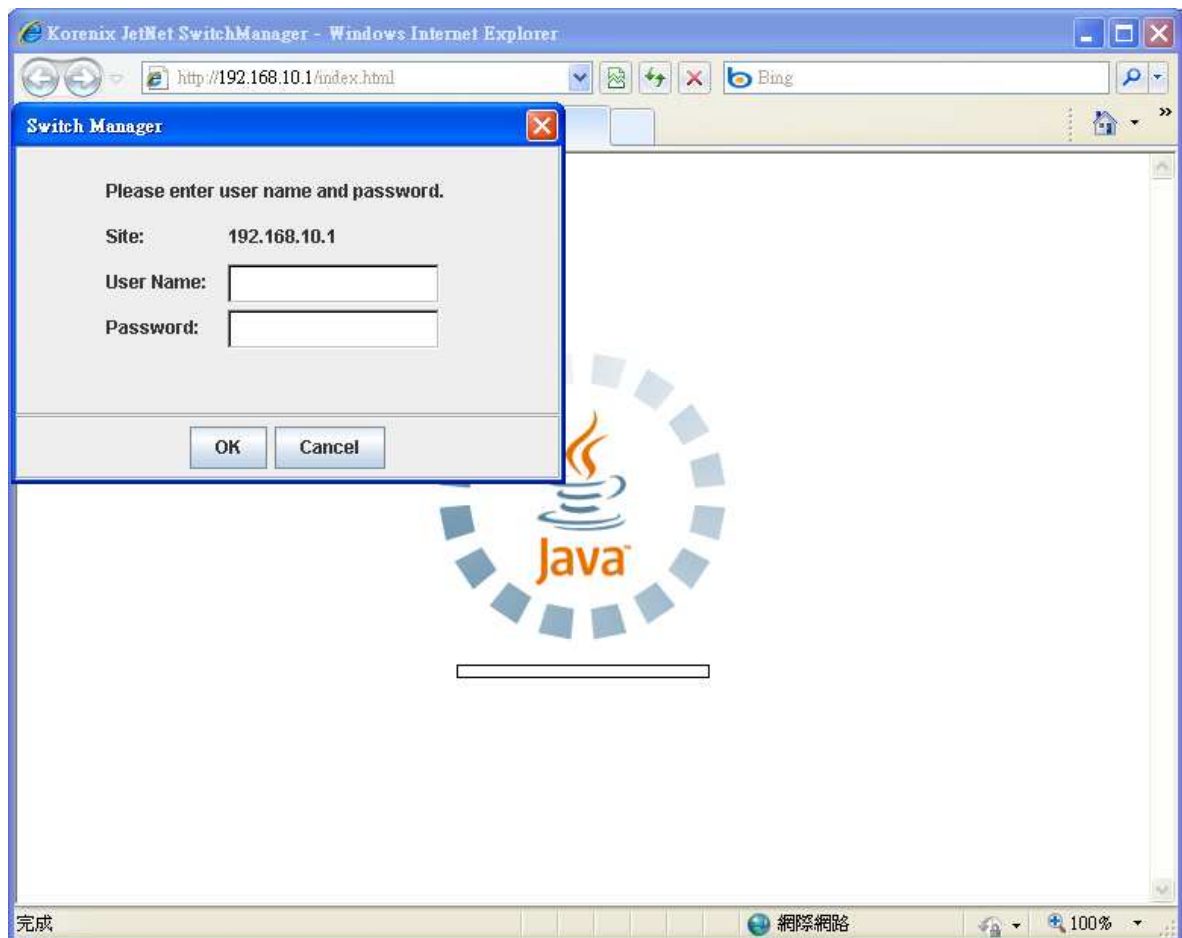 Korenix JetNet SwitchManager - Windows Internet Explorer
http://192.168.10.1/index.html
Bing
Switch Manager
Please enter user name and password.
Site: 192.168.10.1
User Name:
Password:
OK Cancel
Java™
完成 網際網路 100%